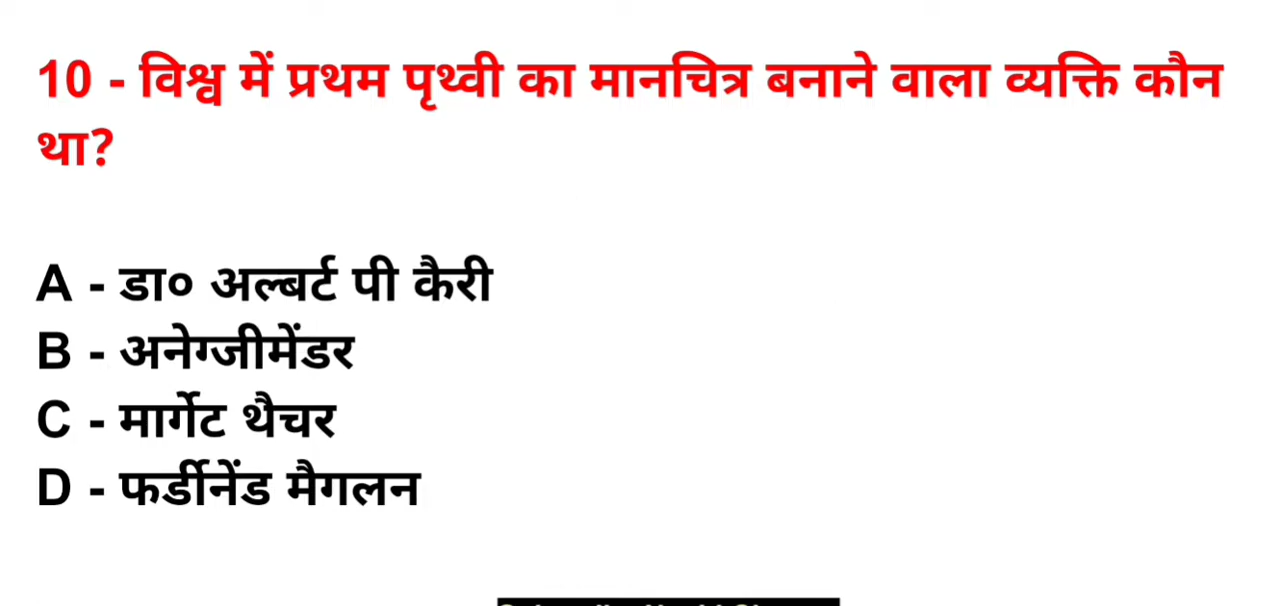 10 - विश्व में प्रथम पृथ्वी का मानचित्र बनाने वाला व्यक्ति कौन
था?
A - डा० अल्बर्ट पी कैरी
B - अनेग्जीमेंडर
C - मार्गेट थैचर
D - फर्डीनेंड मैगलन